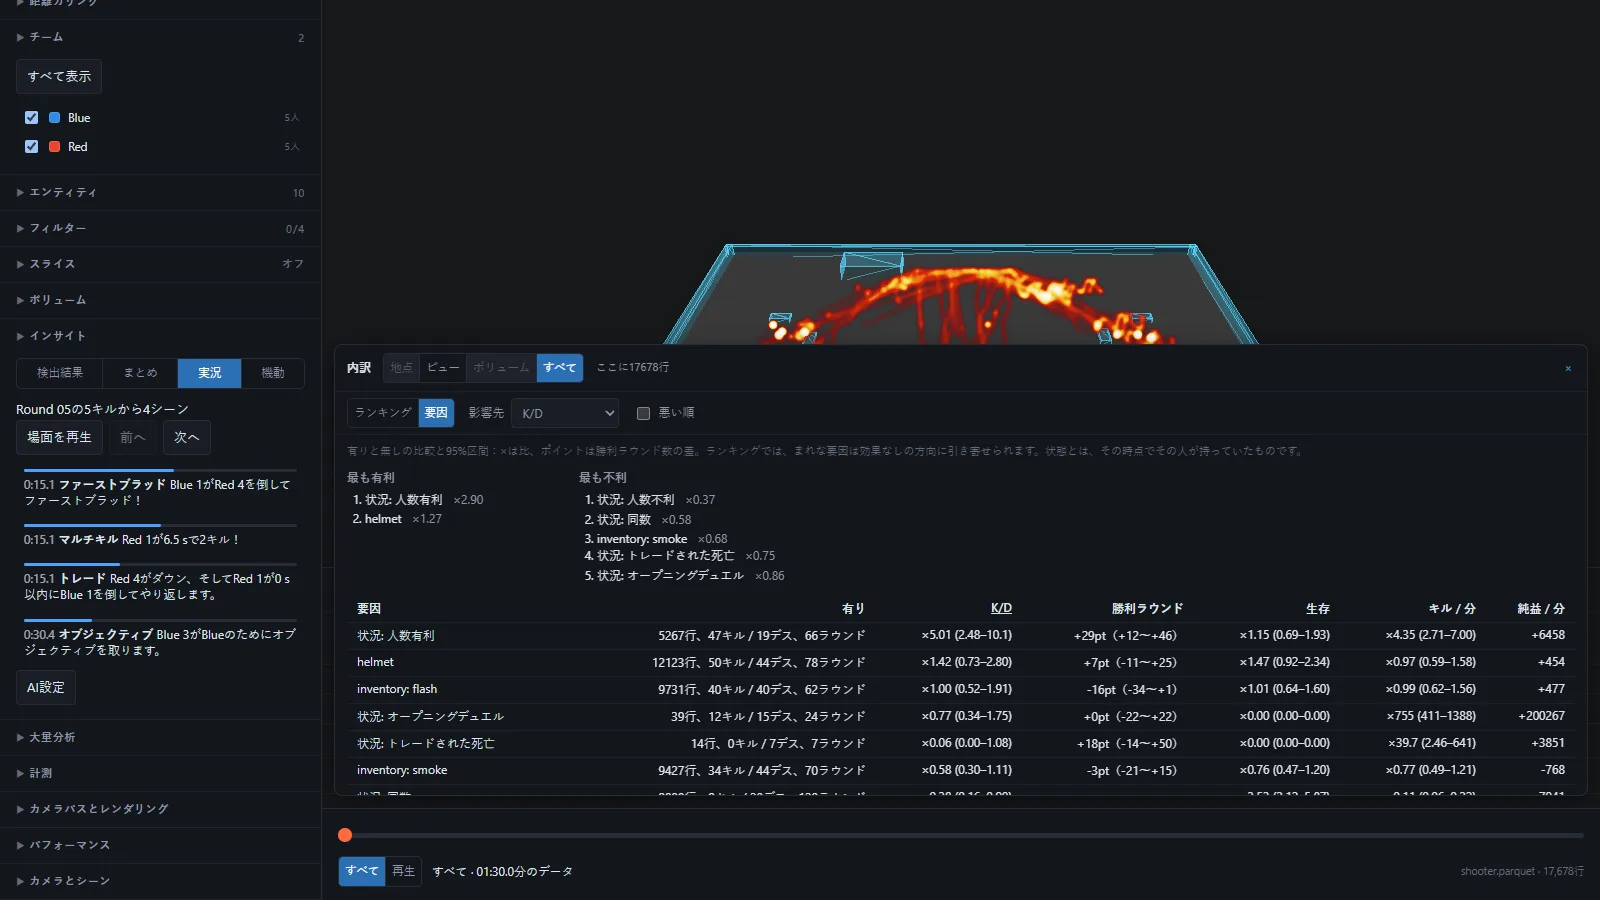 距離カリング
チーム 2
すべて表示
Blue 5人
Red 5人
エンティティ 10
フィルター 0/4
スライス オフ
ボリューム
インサイト
検出結果 まとめ 実況 機動
Round 05の5キルから4シーン
場面を再生 前へ 次へ
0:15.1 ファーストブラッド Blue 1がRed 4を倒して
ファーストブラッド！
0:15.1 マルチキル Red 1が6.5 sで2キル！
0:15.1 トレード Red 4がダウン、そしてRed 1が0 s
以内にBlue 1を倒してやり返します。
0:30.4 オブジェクティブ Blue 3がBlueのためにオブ
ジェクティブを取ります。
AI設定
大量分析
計測
カメラパスとレンダリング
パフォーマンス
カメラとシーン
内訳 地点 ビュー ボリューム すべて ここに17678行 ×
ランキング 要因 影響先 K/D 悪い順
有りと無しの比較と95%区間：×は比、ポイントは勝利ラウンド数の差。ランキングでは、まれな要因は効果なしの方向に引き寄せられます。状態とは、その時点でその人が持っていたものです。
最も有利
1. 状況: 人数有利 ×2.90
2. helmet ×1.27
最も不利
1. 状況: 人数不利 ×0.37
2. 状況: 同数 ×0.58
3. inventory: smoke ×0.68
4. 状況: トレードされた死亡 ×0.75
5. 状況: オープニングデュエル ×0.86
要因 有り K/D 勝利ラウンド 生存 キル / 分 純益 / 分
状況: 人数有利 5267行、47キル / 19デス、66ラウンド ×5.01 (2.48–10.1) +29pt（+12〜+46） ×1.15 (0.69–1.93) ×4.35 (2.71–7.00) +6458
helmet 12123行、50キル / 44デス、78ラウンド ×1.42 (0.73–2.80) +7pt（-11〜+25） ×1.47 (0.92–2.34) ×0.97 (0.59–1.58) +454
inventory: flash 9731行、40キル / 40デス、62ラウンド ×1.00 (0.52–1.91) -16pt（-34〜+1） ×1.01 (0.64–1.60) ×0.99 (0.62–1.56) +477
状況: オープニングデュエル 39行、12キル / 15デス、24ラウンド ×0.77 (0.34–1.75) +0pt（-22〜+22） ×0.00 (0.00–0.00) ×755 (411–1388) +200267
状況: トレードされた死亡 14行、0キル / 7デス、7ラウンド ×0.06 (0.00–1.08) +18pt（-14〜+50） ×0.00 (0.00–0.00) ×39.7 (2.46–641) +3851
inventory: smoke 9427行、34キル / 44デス、70ラウンド ×0.58 (0.30–1.11) -3pt（-21〜+15） ×0.76 (0.47–1.20) ×0.77 (0.49–1.21) -768
すべて 再生 すべて · 01:30.0分のデータ
shooter.parquet · 17,678行